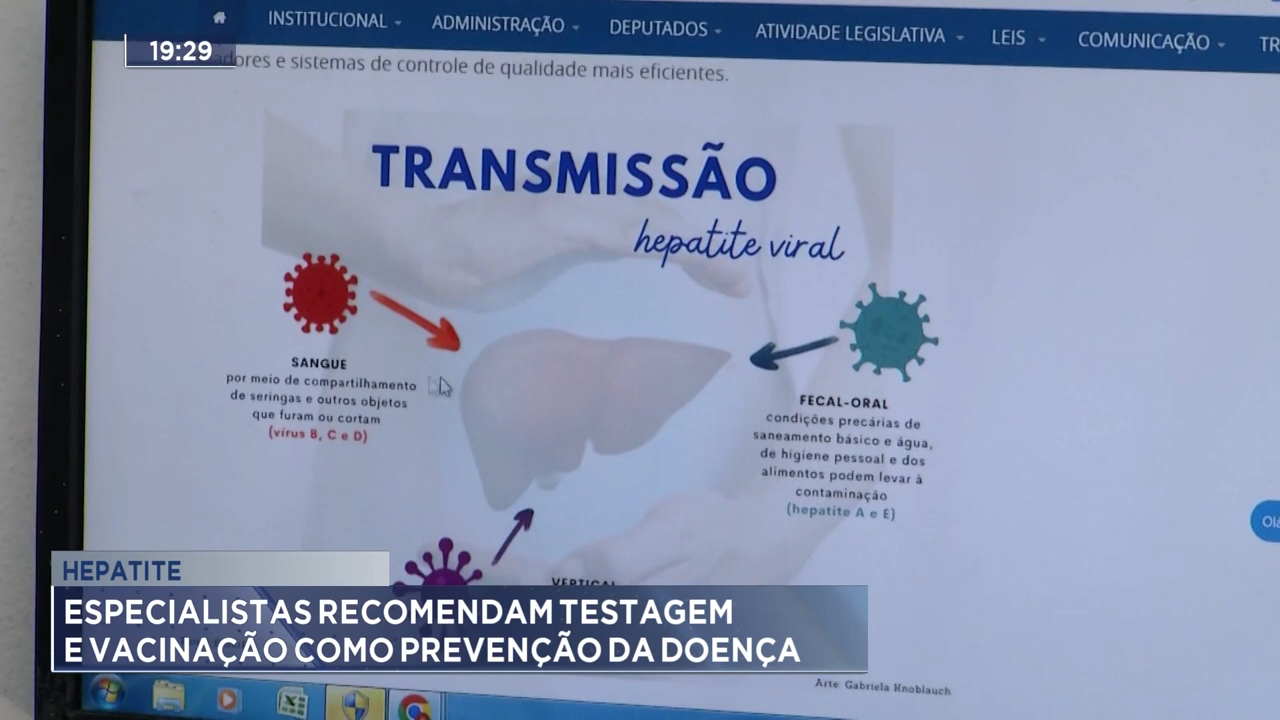 INSTITUCIONAL
ADMINISTRAÇÃO
DEPUTADOS
ATIVIDADE LEGISLATIVA
LEIS
COMUNICAÇÃO
19:29
e sistemas de controle de qualidade mais eficientes.
TRANSMISSÃO
hepatite viral
SANGUE
por meio de compartilhamento
de seringas e outros objetos
que furam ou cortam
(vírus B, C e D)
FECAL-ORAL
condições precárias de
saneamento básico e água,
de higiene pessoal e dos
alimentos podem levar à
contaminação
(hepatite A e E)
VERTICAL
HEPATITE
ESPECIALISTAS RECOMENDAM TESTAGEM
E VACINAÇÃO COMO PREVENÇÃO DA DOENÇA
Arte: Gabriela Knoblauch